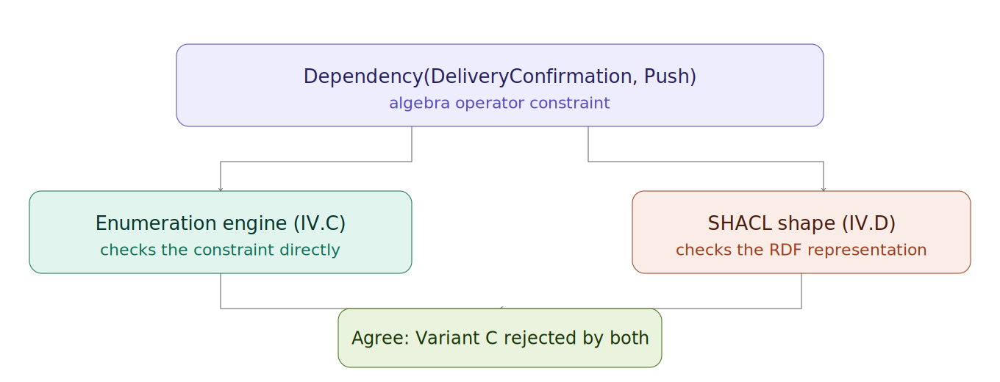 Dependency(DeliveryConfirmation, Push)
algebra operator constraint
Enumeration engine (IV.C)
checks the constraint directly
SHACL shape (IV.D)
checks the RDF representation
Agree: Variant C rejected by both